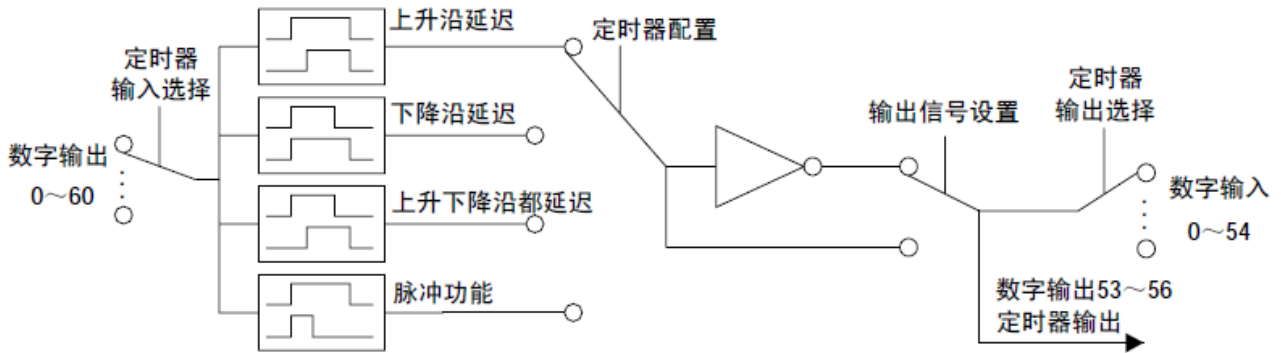 上升沿延迟
定时器配置
定时器
输入选择
定时器
输出选择
下降沿延迟
输出信号设置
数字输出
0～60
上升下降沿都延迟
数字输入
0～54
脉冲功能
数字输出53～56
定时器输出